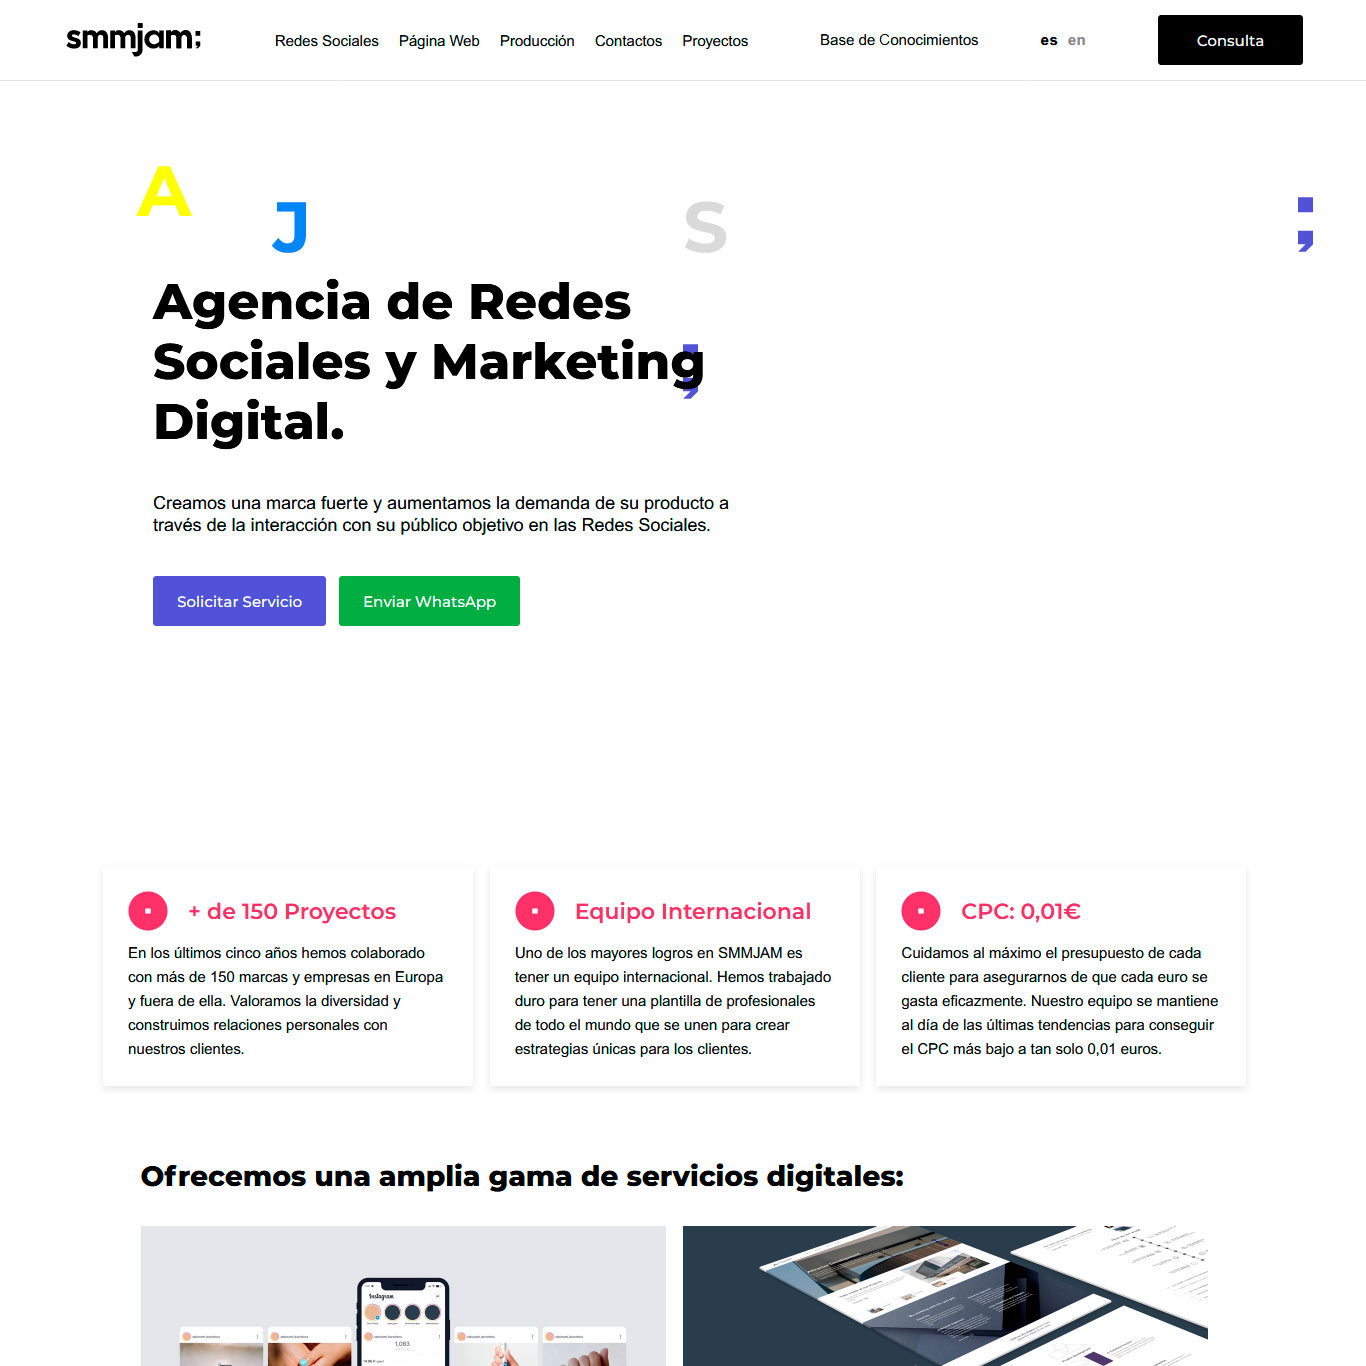 smmjam;
Redes Sociales
Página Web
Producción
Contactos
Proyectos
Base de Conocimientos
es en
Consulta
A
J
S
;
Agencia de Redes
Sociales y Marketing
Digital.
;
Creamos una marca fuerte y aumentamos la demanda de su producto a
través de la interacción con su público objetivo en las Redes Sociales.
Solicitar Servicio
Enviar WhatsApp
+ de 150 Proyectos
En los últimos cinco años hemos colaborado
con más de 150 marcas y empresas en Europa
y fuera de ella. Valoramos la diversidad y
construimos relaciones personales con
nuestros clientes.
Equipo Internacional
Uno de los mayores logros en SMMJAM es
tener un equipo internacional. Hemos trabajado
duro para tener una plantilla de profesionales
de todo el mundo que se unen para crear
estrategias únicas para los clientes.
CPC: 0,01€
Cuidamos al máximo el presupuesto de cada
cliente para asegurarnos de que cada euro se
gasta eficazmente. Nuestro equipo se mantiene
al día de las últimas tendencias para conseguir
el CPC más bajo a tan solo 0,01 euros.
Ofrecemos una amplia gama de servicios digitales:
Instagram
1,083